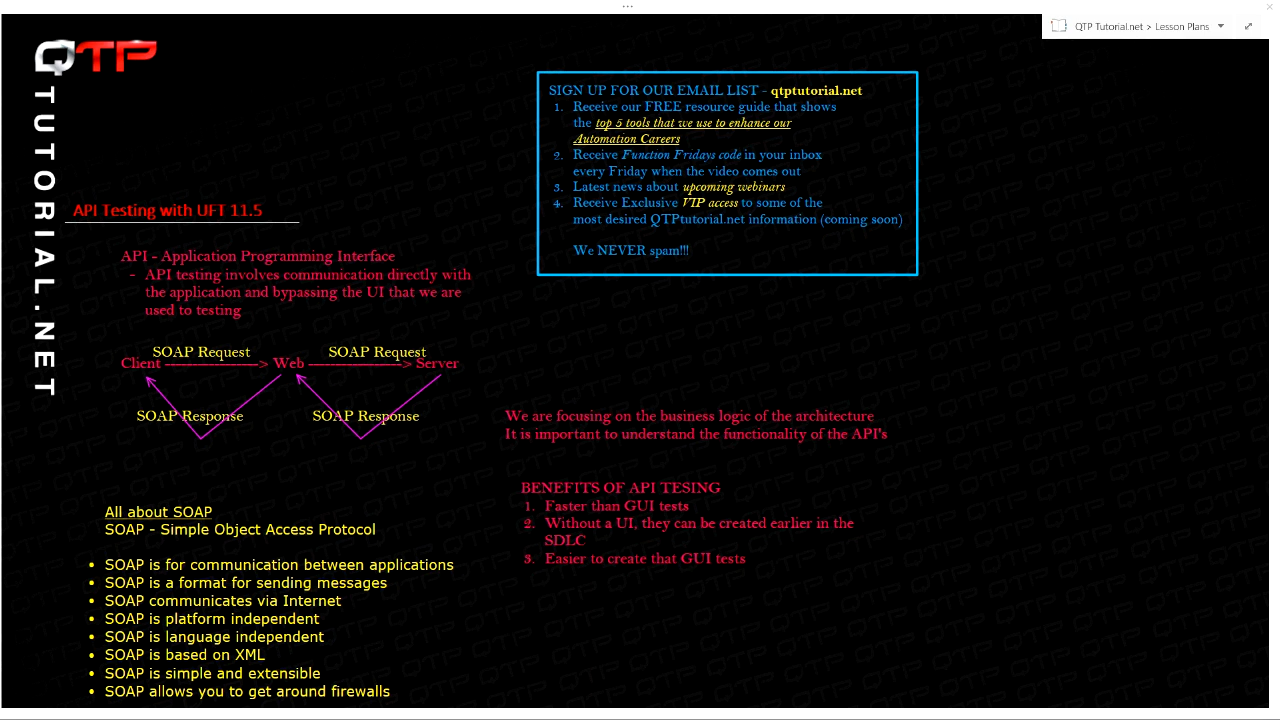 QTP Tutorial.net > Lesson Plans
QTP
TUTORIAL.NET
SIGN UP FOR OUR EMAIL LIST - qtptutorial.net
1. Receive our FREE resource guide that shows
the top 5 tools that we use to enhance our
Automation Careers
2. Receive Function Fridays code in your inbox
every Friday when the video comes out
3. Latest news about upcoming webinars
4. Receive Exclusive VIP access to some of the
most desired QTPtutorial.net information (coming soon)
We NEVER spam!!!
API Testing with UFT 11.5
API - Application Programming Interface
- API testing involves communication directly with
the application and bypassing the UI that we are
used to testing
SOAP Request SOAP Request
Client ----------------> Web ----------------> Server
SOAP Response SOAP Response
We are focusing on the business logic of the architecture
It is important to understand the functionality of the API's
BENEFITS OF API TESING
1. Faster than GUI tests
2. Without a UI, they can be created earlier in the
SDLC
3. Easier to create that GUI tests
All about SOAP
SOAP - Simple Object Access Protocol
• SOAP is for communication between applications
• SOAP is a format for sending messages
• SOAP communicates via Internet
• SOAP is platform independent
• SOAP is language independent
• SOAP is based on XML
• SOAP is simple and extensible
• SOAP allows you to get around firewalls